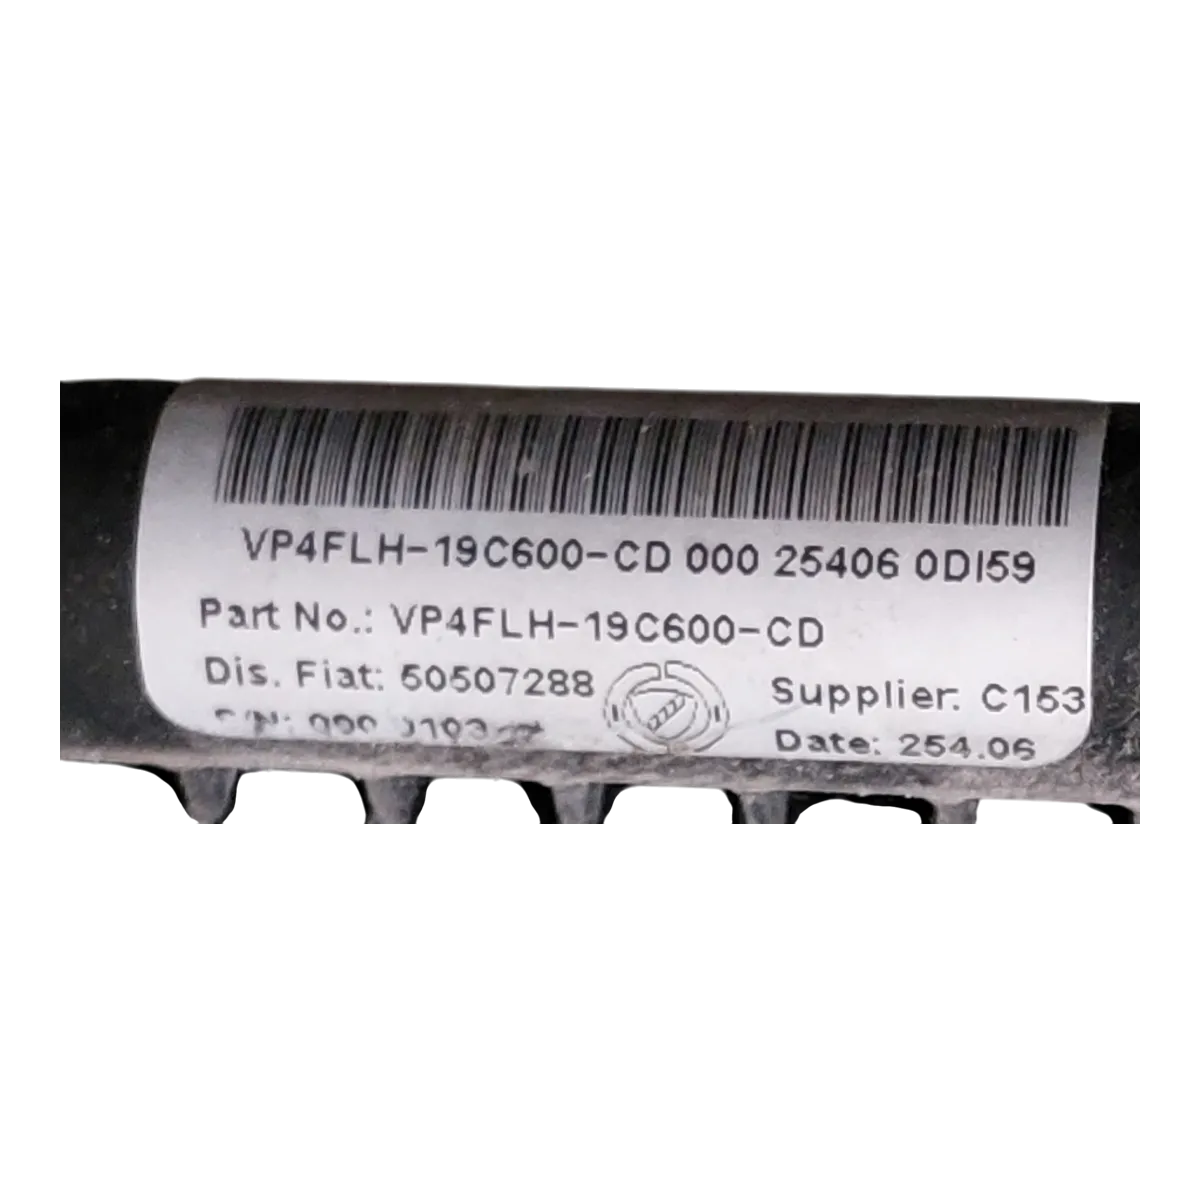 VP4FLH-19C600-CD 000 25406 0DI59
Part No.: VP4FLH-19C600-CD
Dis. Fiat: 50507288
Supplier: C153
Date: 254.06